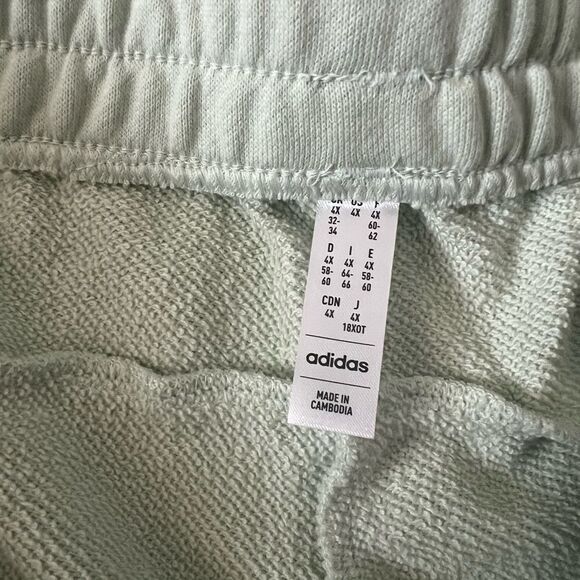 US F
4X 4X 4X
32- 60-
34 62
D I E
4X 4X 4X
58- 64- 58-
60 66 60
CDN J
4X 4X
18XOT
adidas
MADE IN
CAMBODIA